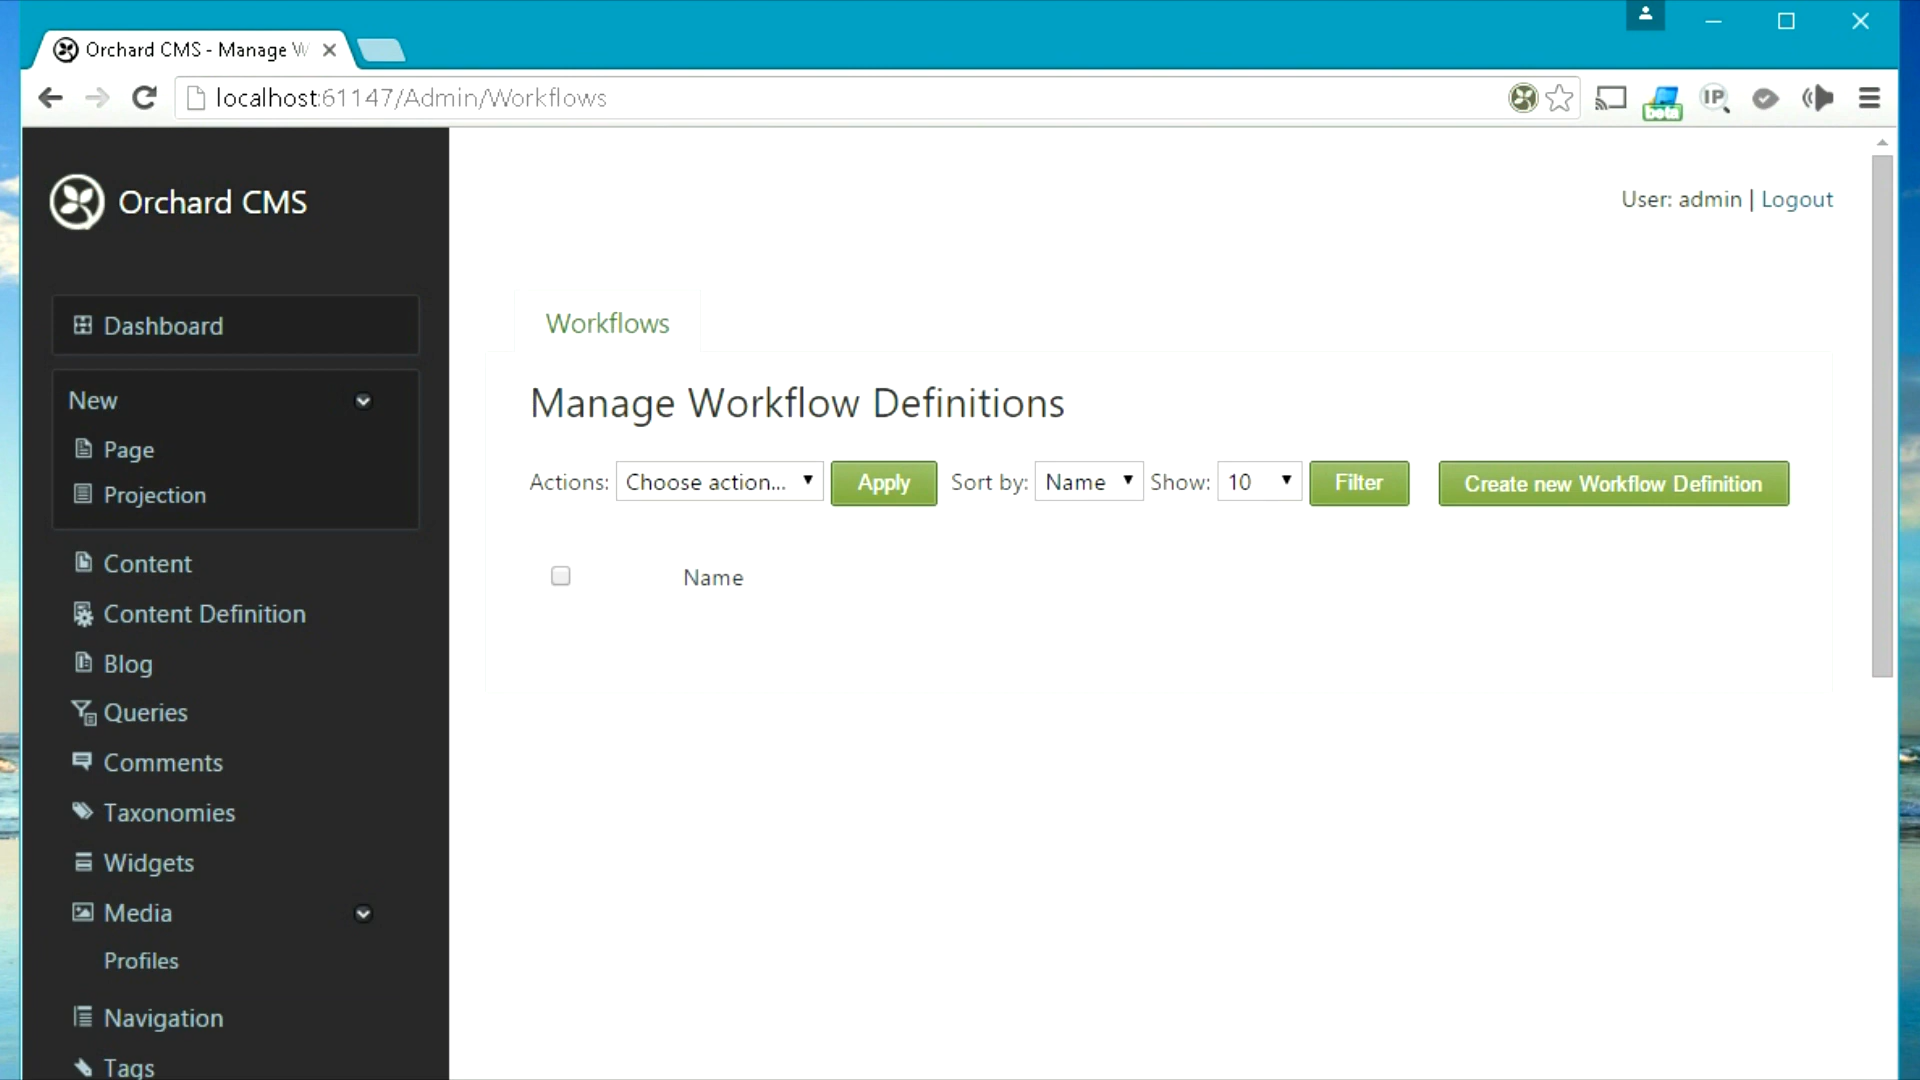 Orchard CMS - Manage W
localhost:61147/Admin/Workflows
IP
beta
Orchard CMS
User: admin | Logout
Dashboard
New
Page
Projection
Content
Content Definition
Blog
Queries
Comments
Taxonomies
Widgets
Media
Profiles
Navigation
Tags
Workflows
Manage Workflow Definitions
Actions: Choose action... Apply Sort by: Name Show: 10 Filter Create new Workflow Definition
Name